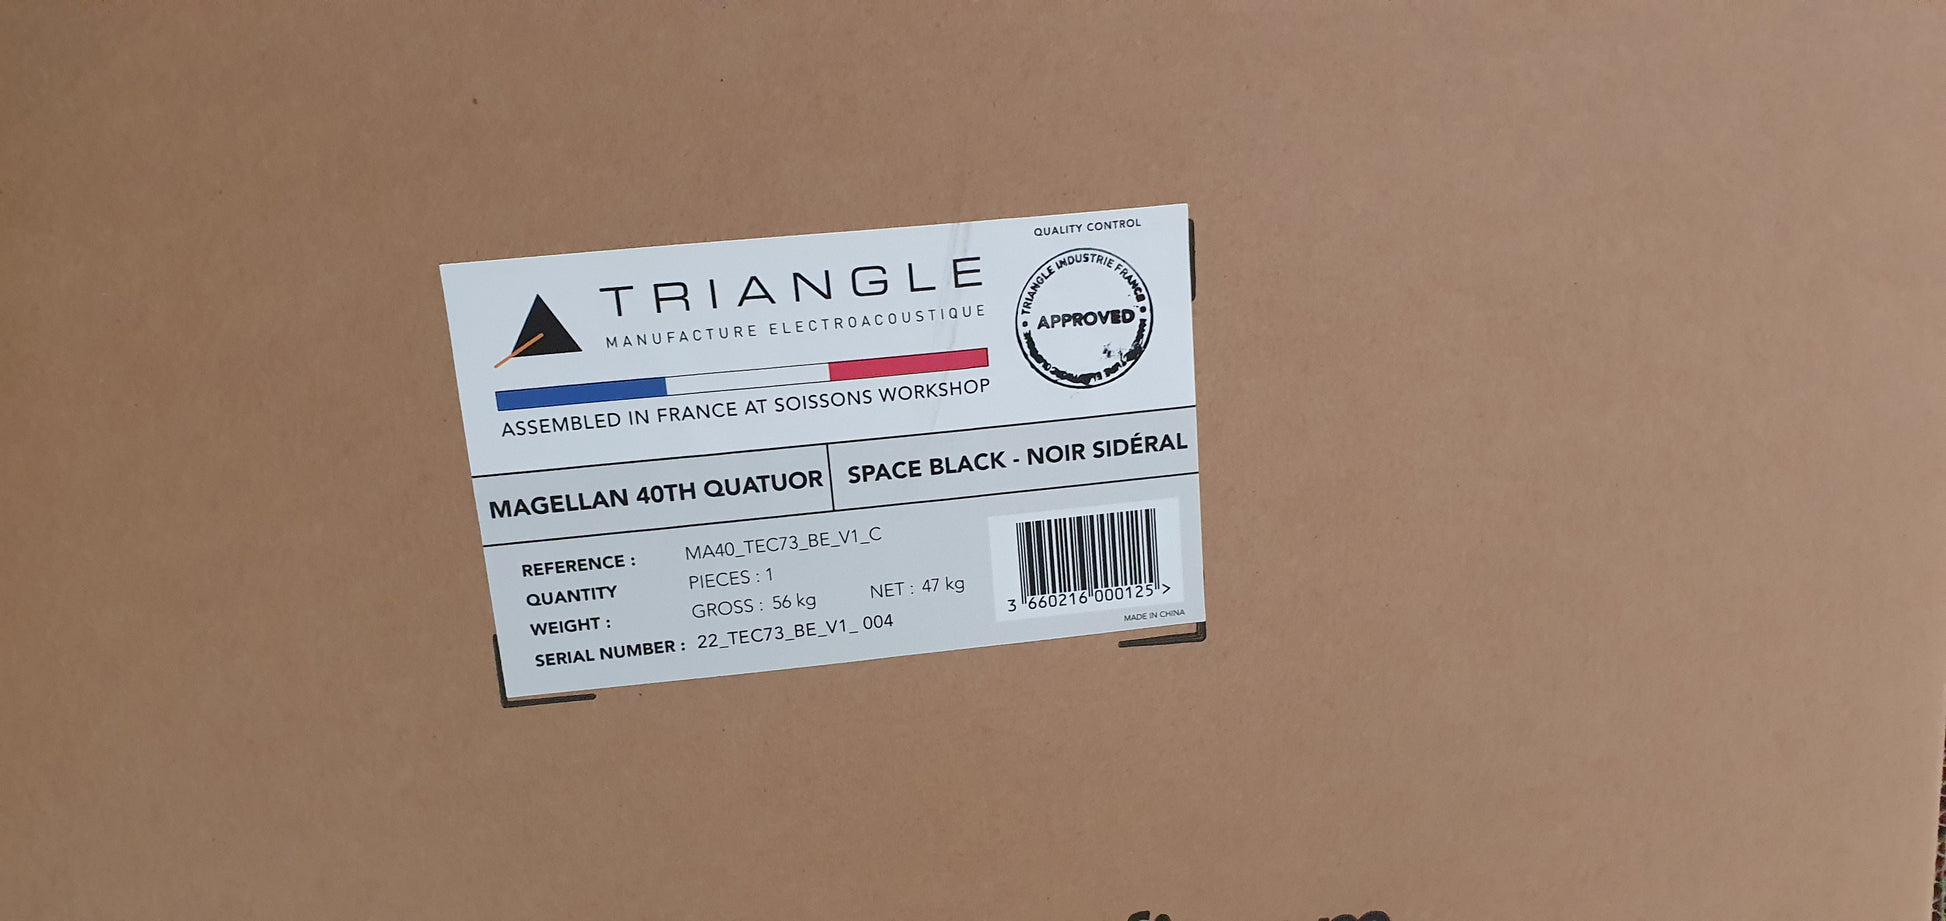 TRIANGLE
MANUFACTURE ELECTROACOUSTIQUE
ASSEMBLED IN FRANCE AT SOISSONS WORKSHOP
QUALITY CONTROL
TRIANGLE INDUSTRIE FRANCE
APPROVED
MAGELLAN 40TH QUATUOR
SPACE BLACK - NOIR SIDÉRAL
REFERENCE : MA40_TEC73_BE_V1_C
QUANTITY PIECES : 1
WEIGHT : GROSS : 56 kg NET : 47 kg
SERIAL NUMBER : 22_TEC73_BE_V1_ 004
3 660216 000125 >
MADE IN CHINA